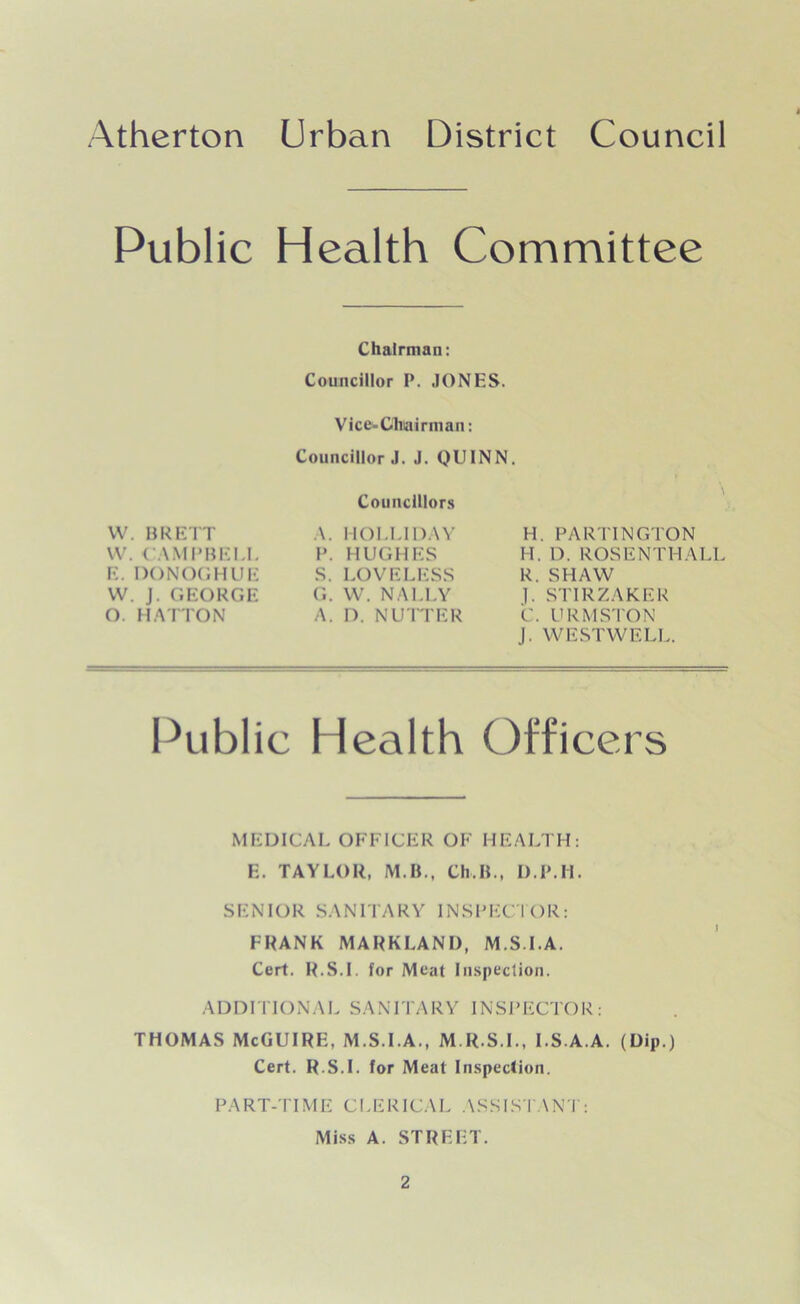 Atherton Urban District Council
Public Health Committee
Chairman:
Councillor P. JONES.
Vice-Chairman:
Councillor J. J. QUINN.
Councillors
W. BRETT A. HOLLIDAY H. PARTINGTON
W. CAMPBELL P. HUGHES H. D. ROSENTHALL
E. DONOGHUE S. LOVELESS R. SHAW
W. J. GEORGE G. W. NALLY J. STIRZAKER
O. HATTON A. D. NUTTER C. URMSTON
J. WESTWELL.
Public Health Officers
MEDICAL OFFICER OF HEALTH:
E. TAYLOR, M.B., Ch.B., D.P.H.
SENIOR SANITARY INSPECTOR:
FRANK MARKLAND, M.S.I.A.
Cert. R.S.I. for Meat Inspection.
ADDITIONAL SANITARY INSPECTOR:
THOMAS McGUIRE, M.S.I.A., M.R.S.I., I.S.A.A. (Dip.)
Cert. R.S.I. for Meat Inspection.
PART-TIME CLERICAL ASSISTANT:
Miss A. STREET.
2